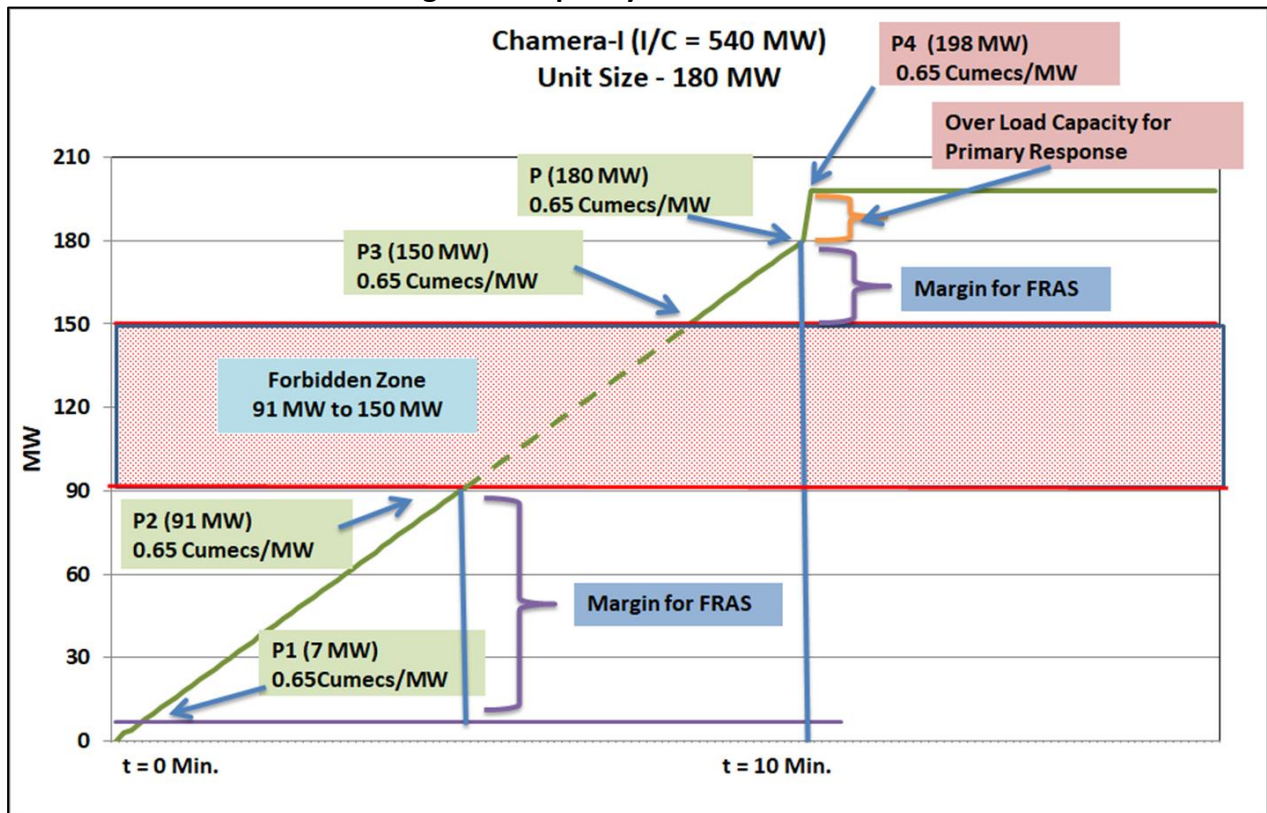 Chamera-I (I/C = 540 MW)
Unit Size - 180 MW
P4 (198 MW)
0.65 Cumecs/MW
Over Load Capacity for
Primary Response
210
P (180 MW)
0.65 Cumecs/MW
180
P3 (150 MW)
0.65 Cumecs/MW
Margin for FRAS
150
Forbidden Zone
91 MW to 150 MW
120
MW
90
P2 (91 MW)
0.65 Cumecs/MW
60
Margin for FRAS
P1 (7 MW)
0.65Cumecs/MW
30
0
t = 0 Min.
t = 10 Min.